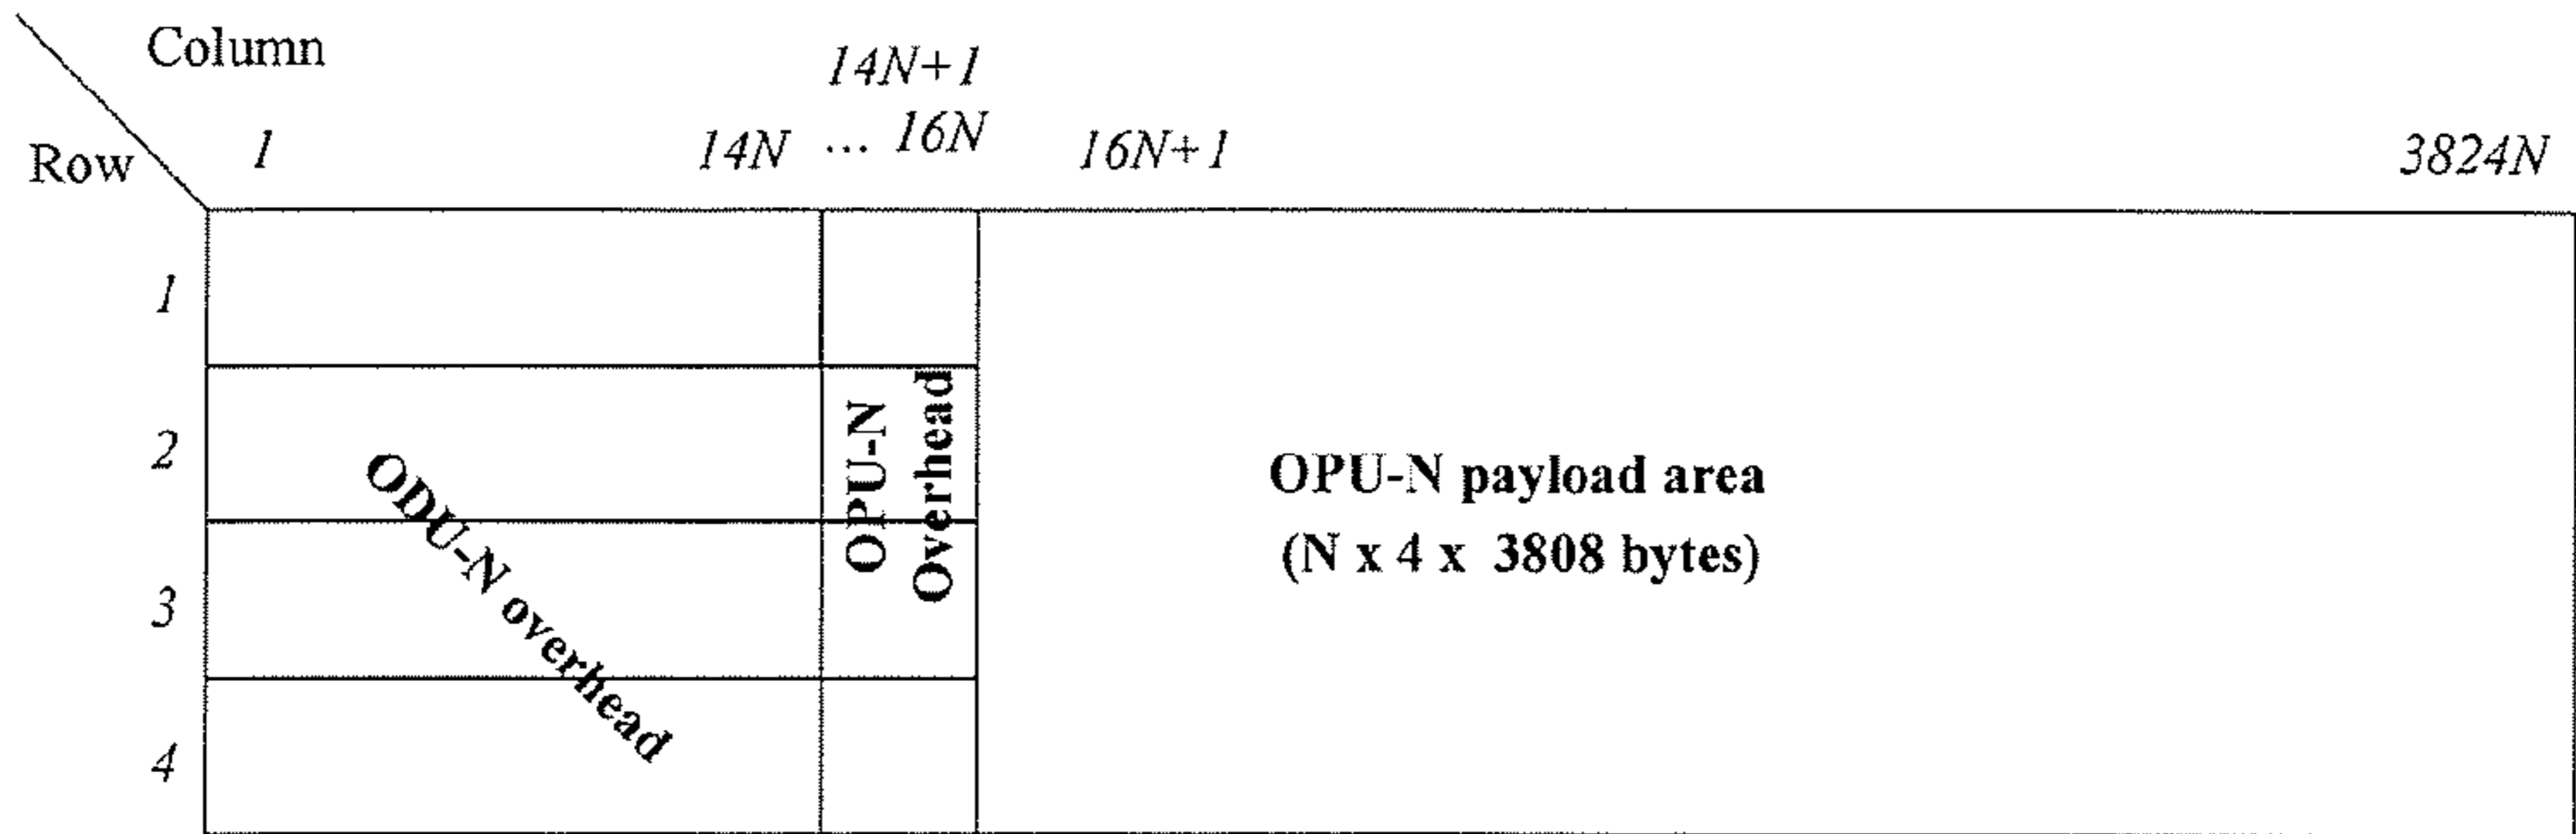 Column
14N+1
Row 1 14N ... 16N 16N+1 3824N
1
2
3
4
ODU-N overhead
OPU-N
Overhead
OPU-N payload area
(N x 4 x 3808 bytes)